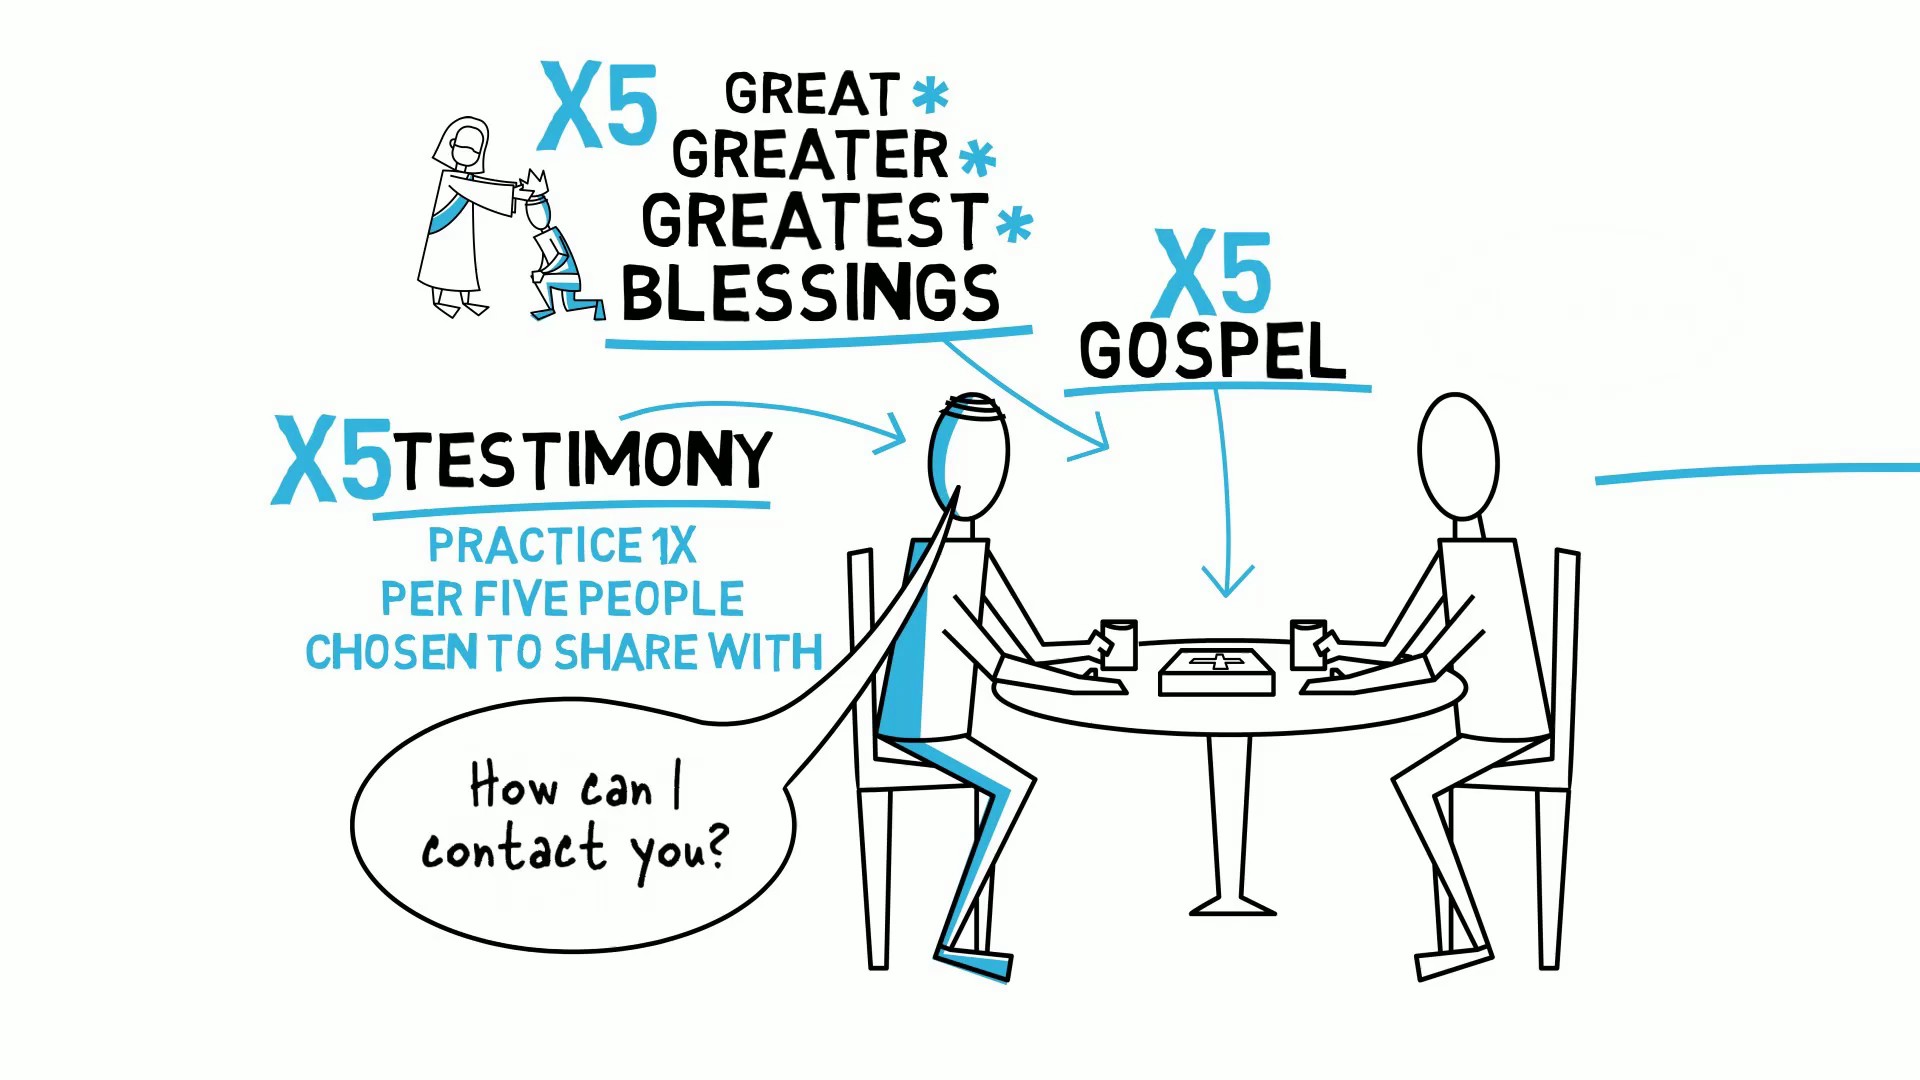 X5 GREAT *
GREATER *
GREATEST *
BLESSINGS
X5
GOSPEL
X5 TESTIMONY
PRACTICE 1X
PER FIVE PEOPLE
CHOSEN TO SHARE WITH
How can I
contact you?